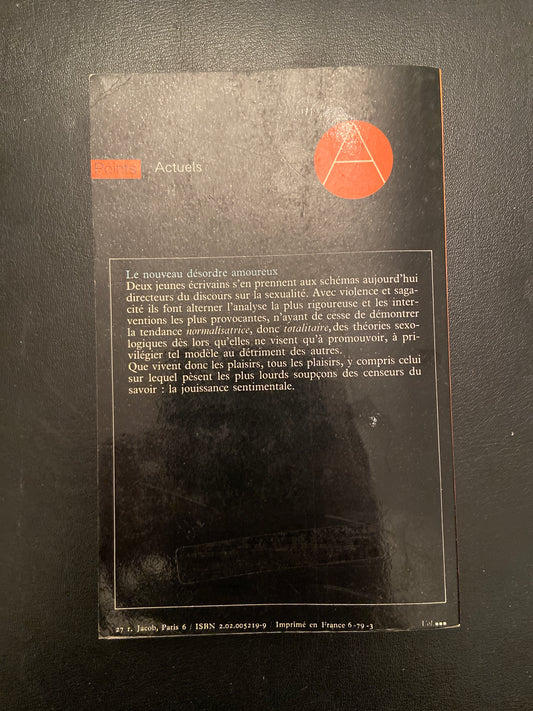 Points Actuels
A
Le nouveau désordre amoureux
Deux jeunes écrivains s'en prennent aux schémas aujourd'hui
directeurs du discours sur la sexualité. Avec violence et saga-
cité ils font alterner l'analyse la plus rigoureuse et les inter-
ventions les plus provocantes, n'ayant de cesse de démontrer
la tendance normalisatrice, donc totalitaire, des théories sexo-
logiques dès lors qu'elles ne visent qu'à promouvoir, à pri-
vilégier tel modèle au détriment des autres.
Que vivent donc les plaisirs, tous les plaisirs, y compris celui
sur lequel pèsent les plus lourds soupçons des censeurs du
savoir : la jouissance sentimentale.
27 r. Jacob, Paris 6 / ISBN 2.02.005219-9 / Imprimé en France 6-79-3